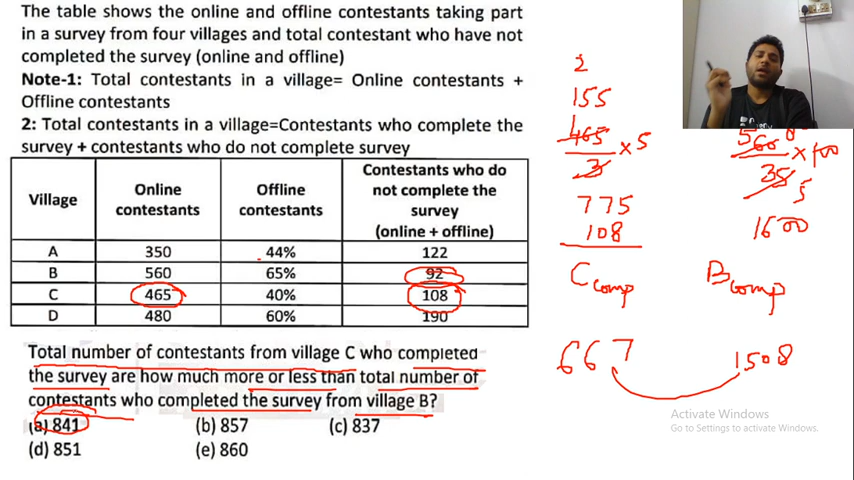 The table shows the online and offline contestants taking part
in a survey from four villages and total contestant who have not
completed the survey (online and offline)
Note-1: Total contestants in a village= Online contestants +
Offline contestants
2: Total contestants in a village=Contestants who complete the
survey + contestants who do not complete survey
Village Online contestants Offline contestants Contestants who do not complete the survey (online + offline)
A 350 44% 122
B 560 65% 92
C 465 40% 108
D 480 60% 190
Total number of contestants from village C who completed
the survey are how much more or less than total number of
contestants who completed the survey from village B?
(a) 841 (b) 857 (c) 837
(d) 851 (e) 860
2
155
465 × 5
3
775
108
C comp
667
560 × 100
35 5
1600
B comp
1508
Activate Windows
Go to Settings to activate Windows.